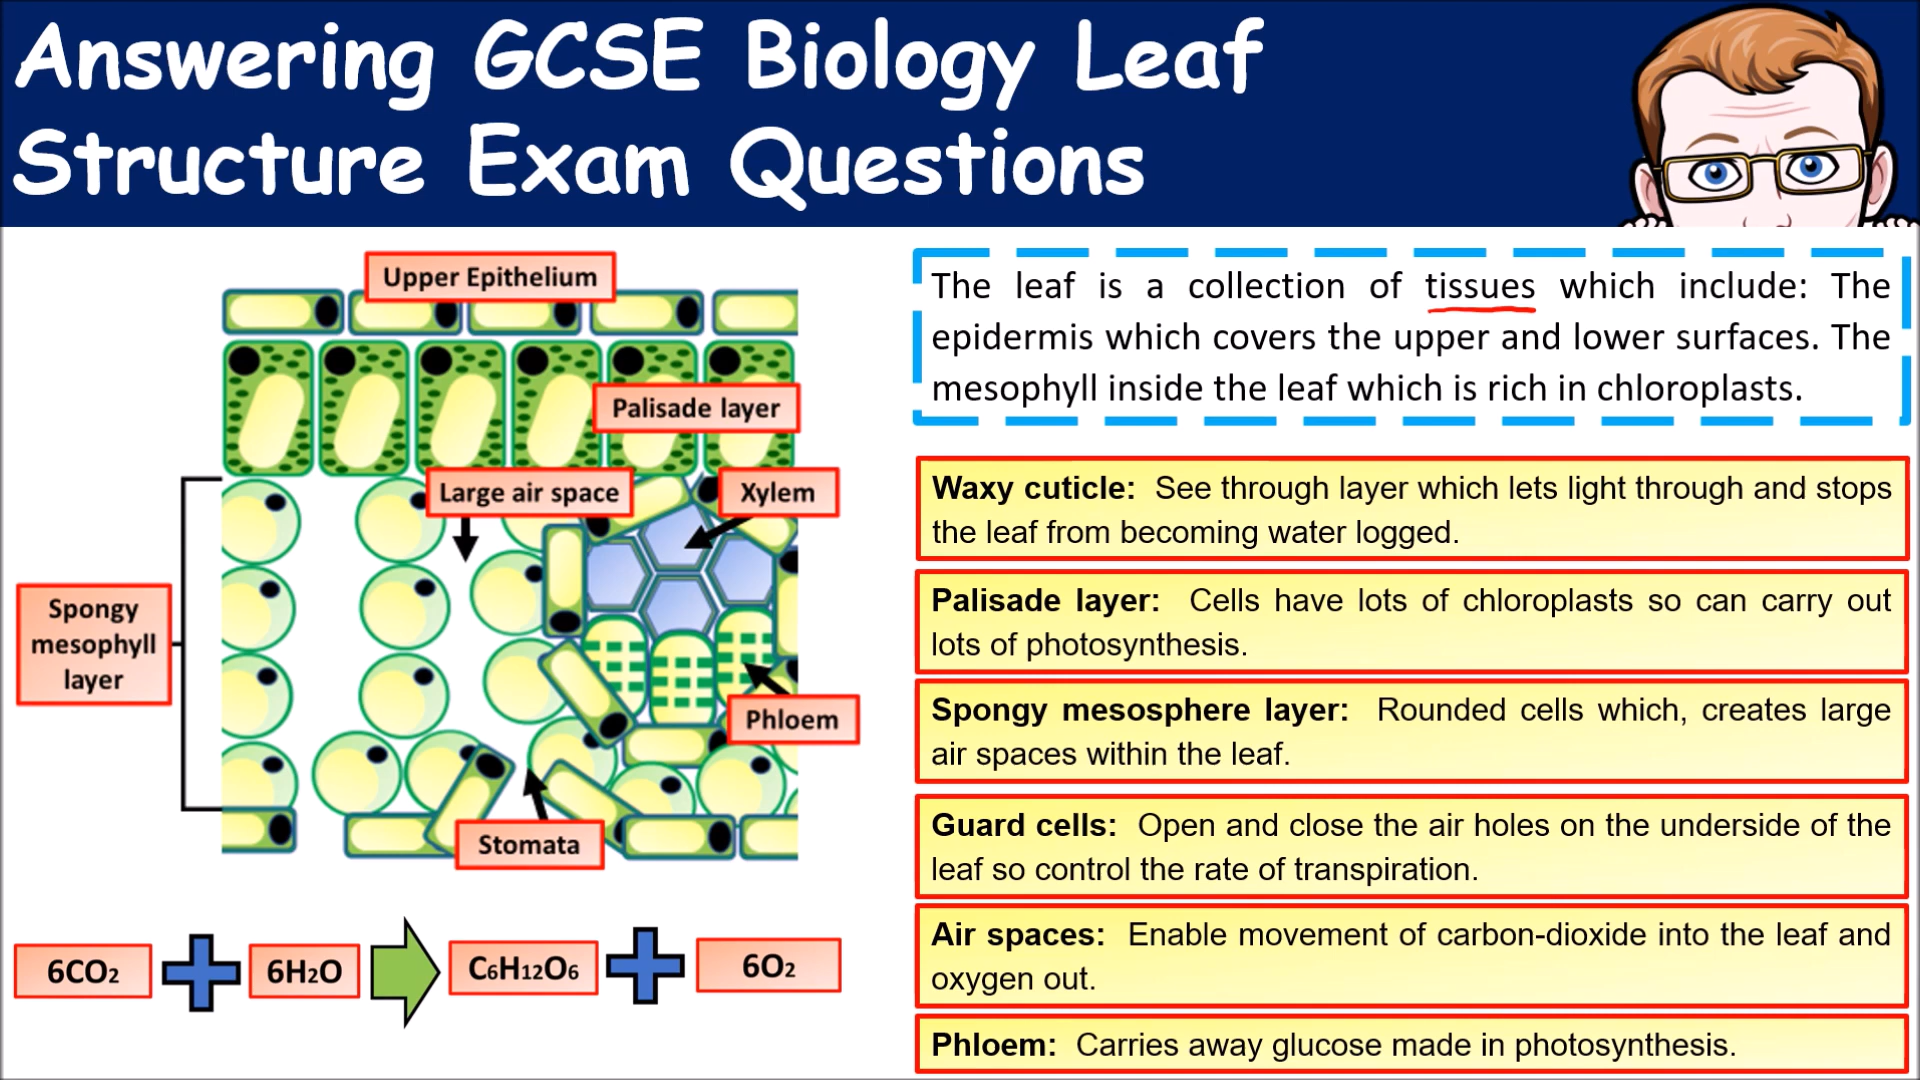 Answering GCSE Biology Leaf
Structure Exam Questions
Upper Epithelium
Palisade layer
Large air space
Xylem
Spongy
mesophyll
layer
Phloem
Stomata
6CO₂
6H₂O
C₆H₁₂O₆
6O₂
The leaf is a collection of tissues which include: The
epidermis which covers the upper and lower surfaces. The
mesophyll inside the leaf which is rich in chloroplasts.
Waxy cuticle: See through layer which lets light through and stops
the leaf from becoming water logged.
Palisade layer: Cells have lots of chloroplasts so can carry out
lots of photosynthesis.
Spongy mesosphere layer: Rounded cells which, creates large
air spaces within the leaf.
Guard cells: Open and close the air holes on the underside of the
leaf so control the rate of transpiration.
Air spaces: Enable movement of carbon-dioxide into the leaf and
oxygen out.
Phloem: Carries away glucose made in photosynthesis.